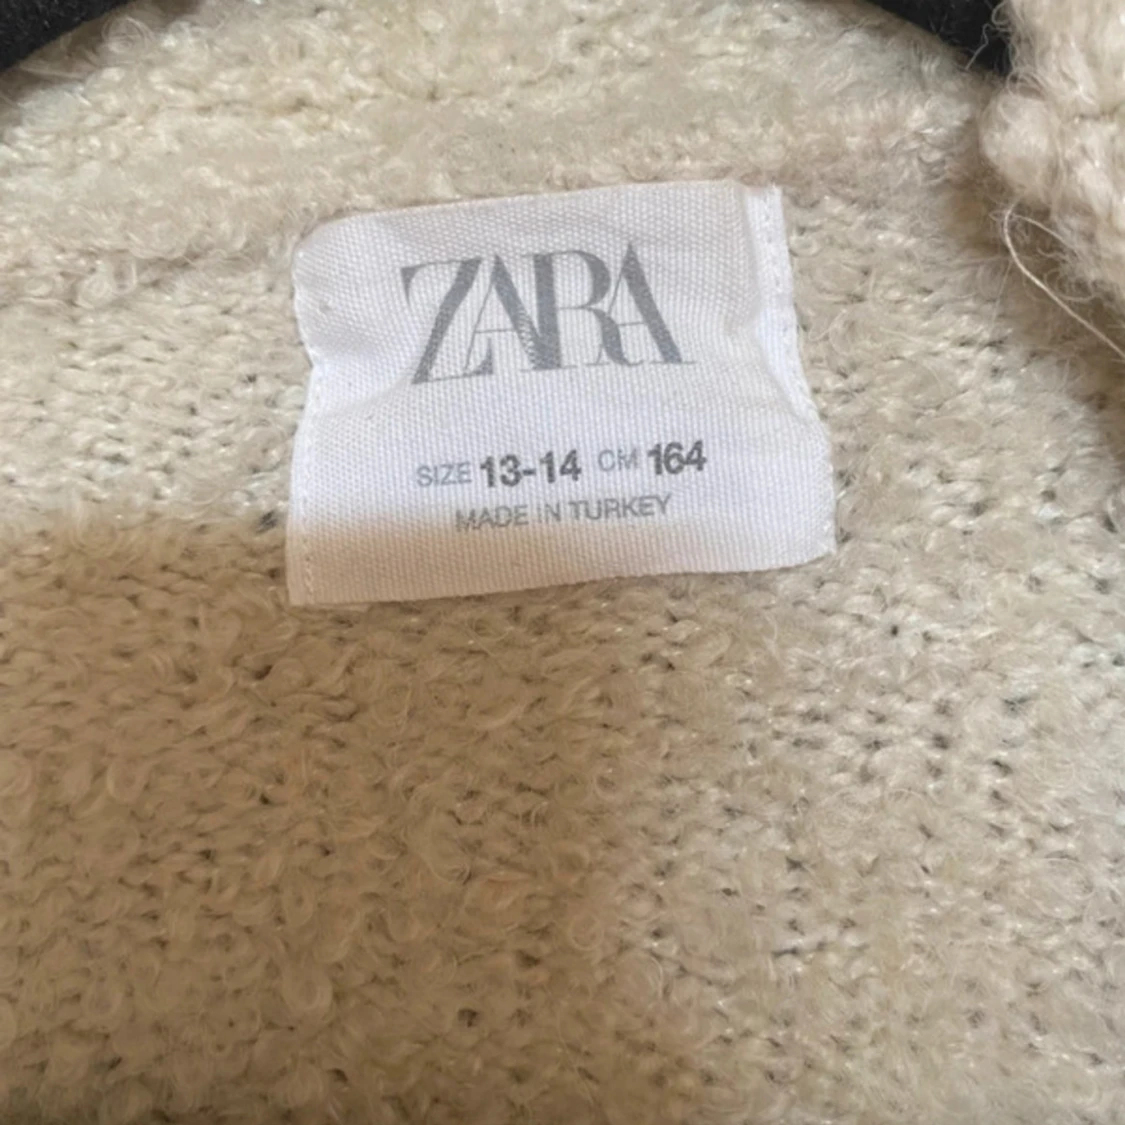 ZARA
SIZE 13-14 CM 164
MADE IN TURKEY